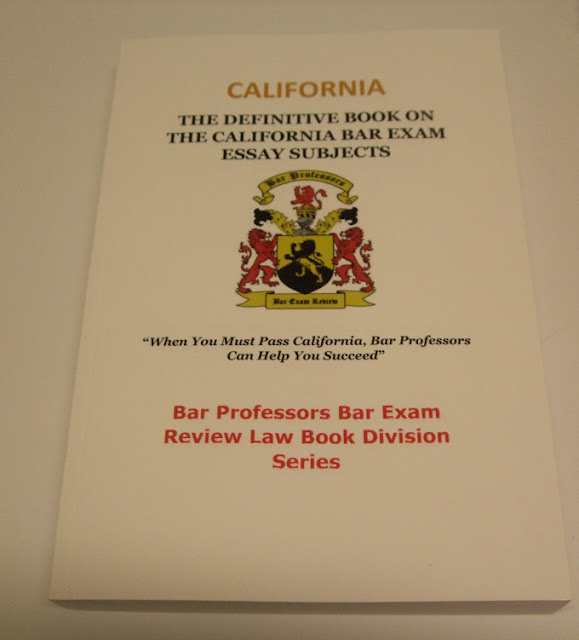 CALIFORNIA
THE DEFINITIVE BOOK ON
THE CALIFORNIA BAR EXAM
ESSAY SUBJECTS
Bar Professors
Bar Exam Review
“When You Must Pass California, Bar Professors
Can Help You Succeed”
Bar Professors Bar Exam
Review Law Book Division
Series